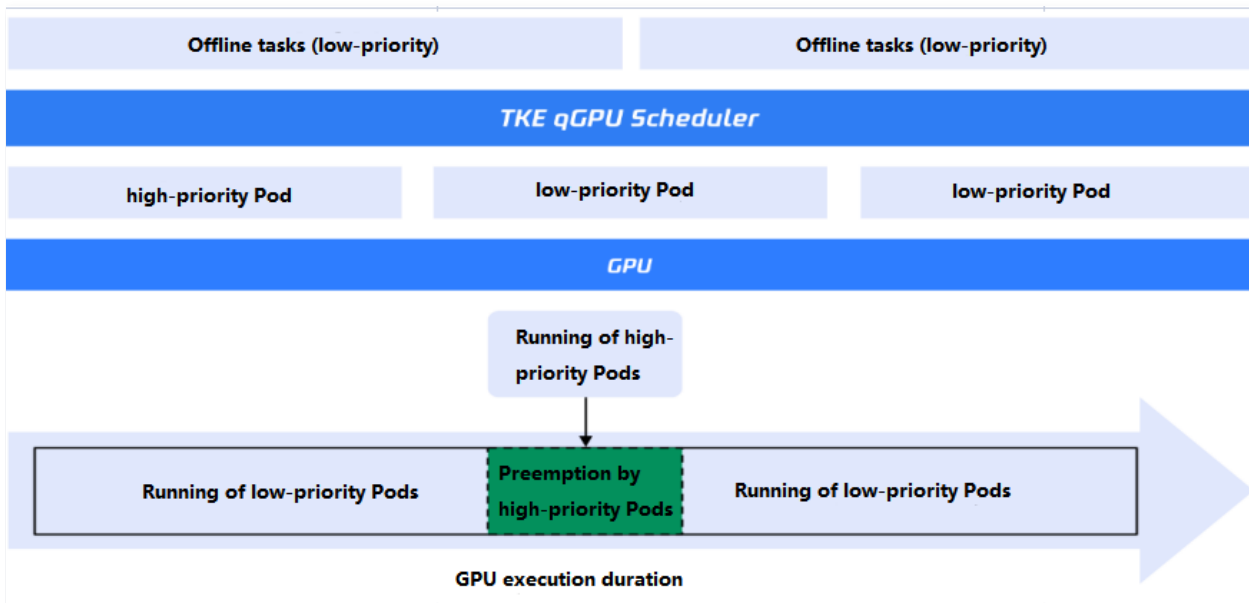 Offline tasks (low-priority)
Offline tasks (low-priority)
TKE qGPU Scheduler
high-priority Pod
low-priority Pod
low-priority Pod
GPU
Running of high-
priority Pods
Running of low-priority Pods
Preemption by
high-priority Pods
Running of low-priority Pods
GPU execution duration